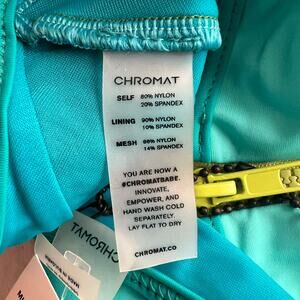 CHROMAT
SELF 80% NYLON
20% SPANDEX
LINING 90% NYLON
10% SPANDEX
MESH 86% NYLON
14% SPANDEX
YOU ARE NOW A
#CHROMATBABE.
INNOVATE,
EMPOWER, AND
HAND WASH COLD
SEPARATELY.
LAY FLAT TO DRY
CHROMAT.CO
CHROMAT